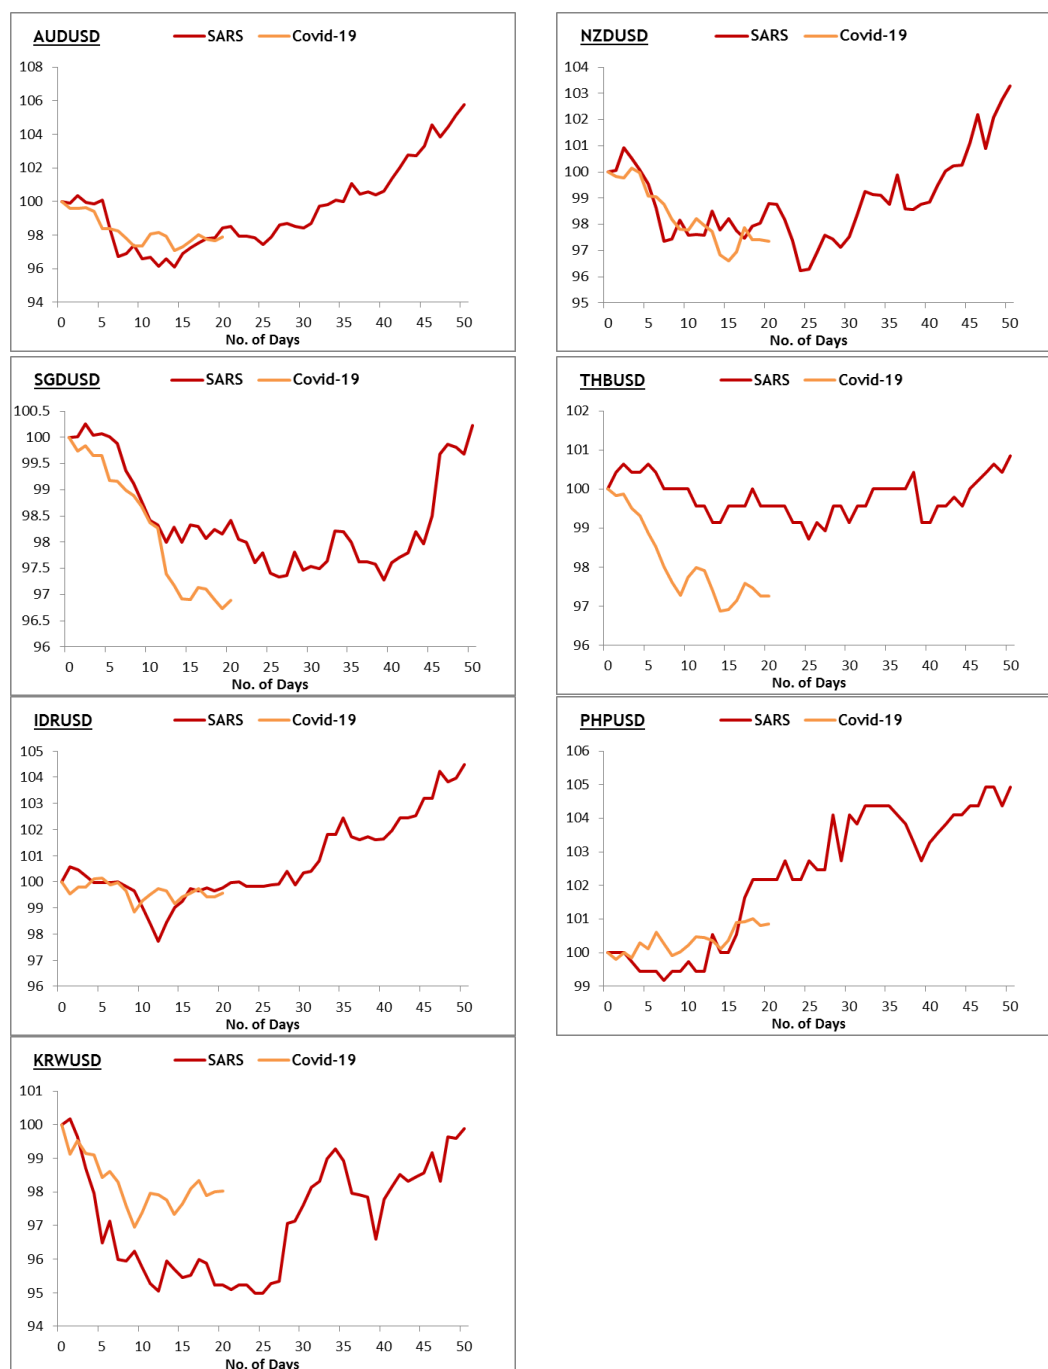 AUDUSD SARS Covid-19
108
106
104
102
100
98
96
94
0 5 10 15 20 25 30 35 40 45 50
No. of Days
NZDUSD SARS Covid-19
104
103
102
101
100
99
98
97
96
95
0 5 10 15 20 25 30 35 40 45 50
No. of Days
SGDUSD SARS Covid-19
100.5
100
99.5
99
98.5
98
97.5
97
96.5
96
0 5 10 15 20 25 30 35 40 45 50
No. of Days
THBUSD SARS Covid-19
102
101
100
99
98
97
96
0 5 10 15 20 25 30 35 40 45 50
No. of Days
IDRUSD SARS Covid-19
105
104
103
102
101
100
99
98
97
96
0 5 10 15 20 25 30 35 40 45 50
No. of Days
PHPUSD SARS Covid-19
106
105
104
103
102
101
100
99
0 5 10 15 20 25 30 35 40 45 50
No. of Days
KRWUSD SARS Covid-19
101
100
99
98
97
96
95
94
0 5 10 15 20 25 30 35 40 45 50
No. of Days